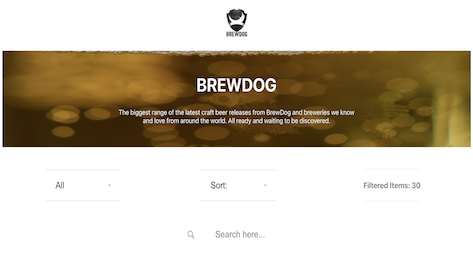 BREWDOG
BREWDOG
The biggest range of the latest craft beer releases from BrewDog and breweries we know
and love from around the world. All ready and waiting to be discovered.
All
Sort:
Filtered Items: 30
Search here...